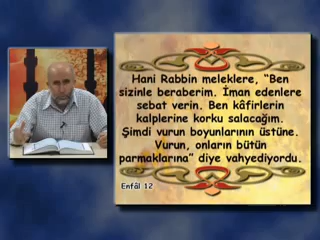 Hani Rabbin meleklere, “Ben
sizinle beraberim. İman edenlere
sebat verin. Ben kâfirlerin
kalplerine korku salacağım.
Şimdi vurun boyunlarının üstüne.
Vurun, onların bütün
parmaklarına” diye vahyediyordu.
Enfâl 12